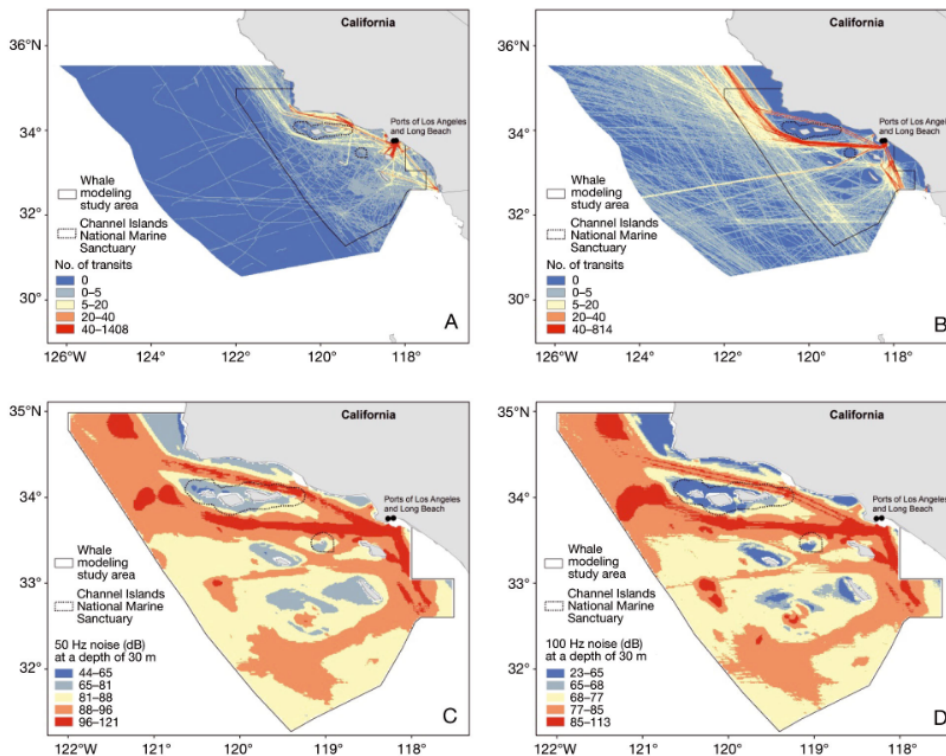 California
36°N
34°
32°
30°
Ports of Los Angeles
and Long Beach
Whale
modeling
study area
Channel Islands
National Marine
Sanctuary
No. of transits
0
0–5
5–20
20–40
40–1408
A
126°W
124°
122°
120°
118°
California
36°N
34°
32°
30°
Ports of Los Angeles
and Long Beach
Whale
modeling
study area
Channel Islands
National Marine
Sanctuary
No. of transits
0
0–5
5–20
20–40
40–814
B
126°W
124°
122°
120°
118°
35°N
34°
33°
32°
California
Ports of Los Angeles
and Long Beach
Whale
modeling
study area
Channel Islands
National Marine
Sanctuary
50 Hz noise (dB)
at a depth of 30 m
44–65
65–81
81–88
88–96
96–121
C
122°W
121°
120°
119°
118°
35°N
34°
33°
32°
California
Ports of Los Angeles
and Long Beach
Whale
modeling
study area
Channel Islands
National Marine
Sanctuary
100 Hz noise (dB)
at a depth of 30 m
23–65
65–68
68–77
77–85
85–113
D
122°W
121°
120°
119°
118°